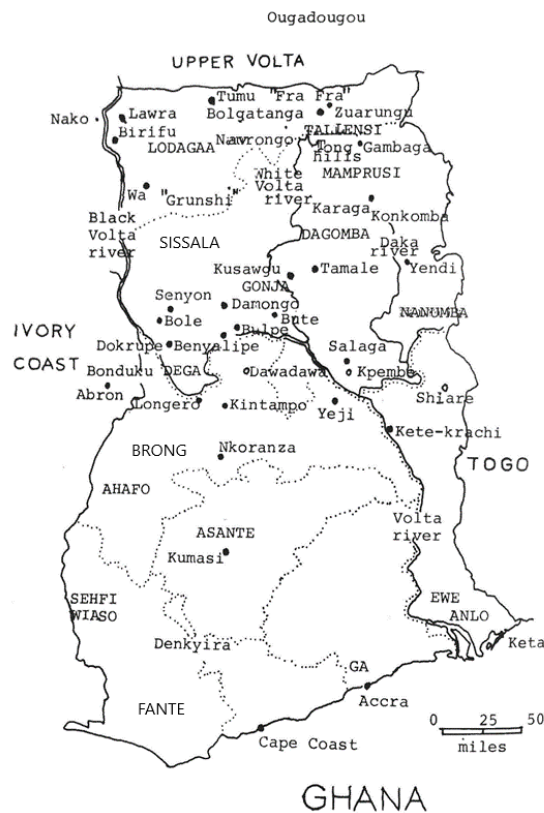 Ougadougou
UPPER VOLTA
Tumu "Fra Fra"
Nako Lawra Bolgatanga Zuarungu
Birifu Navrongo TALLENSI
LODAGAA Tong Gambaga
hills
White MAMPRUSI
Wa "Grunshi" Volta
river Karaga
Black Konkomba
Volta DAGOMBA Daka
river SISSALA river
Kusawgu Tamale Yendi
GONJA
Senyon Damongo NANUMBA
Bole Bute
IVORY Bulpe
COAST Dokrupe Benyalipe Salaga
Bonduku DEGA Dawadawa Kpembe
Abron Shiare
Longero Kintampo Yeji
Kete-krachi
BRONG Nkoranza
TOGO
AHAFO
Volta
ASANTE river
Kumasi
SEHFI EWE
WIASO ANLO
Denkyira Keta
GA
FANTE Accra
0 25 50
Cape Coast miles
GHANA